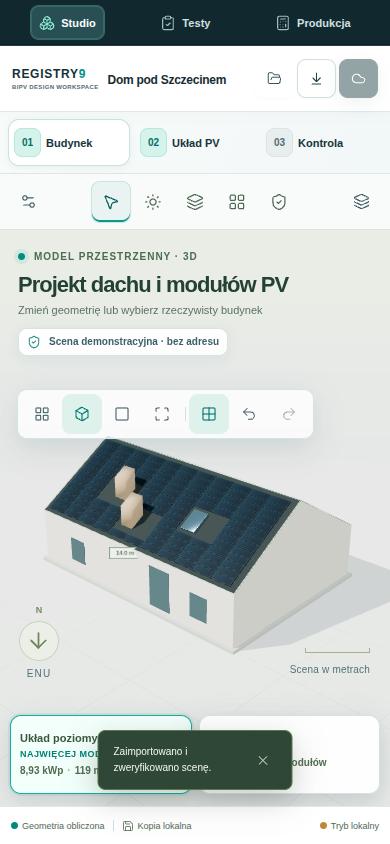 Studio
Testy
Produkcja
REGISTRY9
BIPV DESIGN WORKSPACE
Dom pod Szczecinem
01 Budynek
02 Układ PV
03 Kontrola
MODEL PRZESTRZENNY · 3D
Projekt dachu i modułów PV
Zmień geometrię lub wybierz rzeczywisty budynek
Scena demonstracyjna · bez adresu
14.0 m
N
ENU
Scena w metrach
Układ poziomy
NAJWIĘCEJ
8,93 kWp · 119
Zaimportowano i
zweryfikowano scenę.
Geometria obliczona
Kopia lokalna
Tryb lokalny